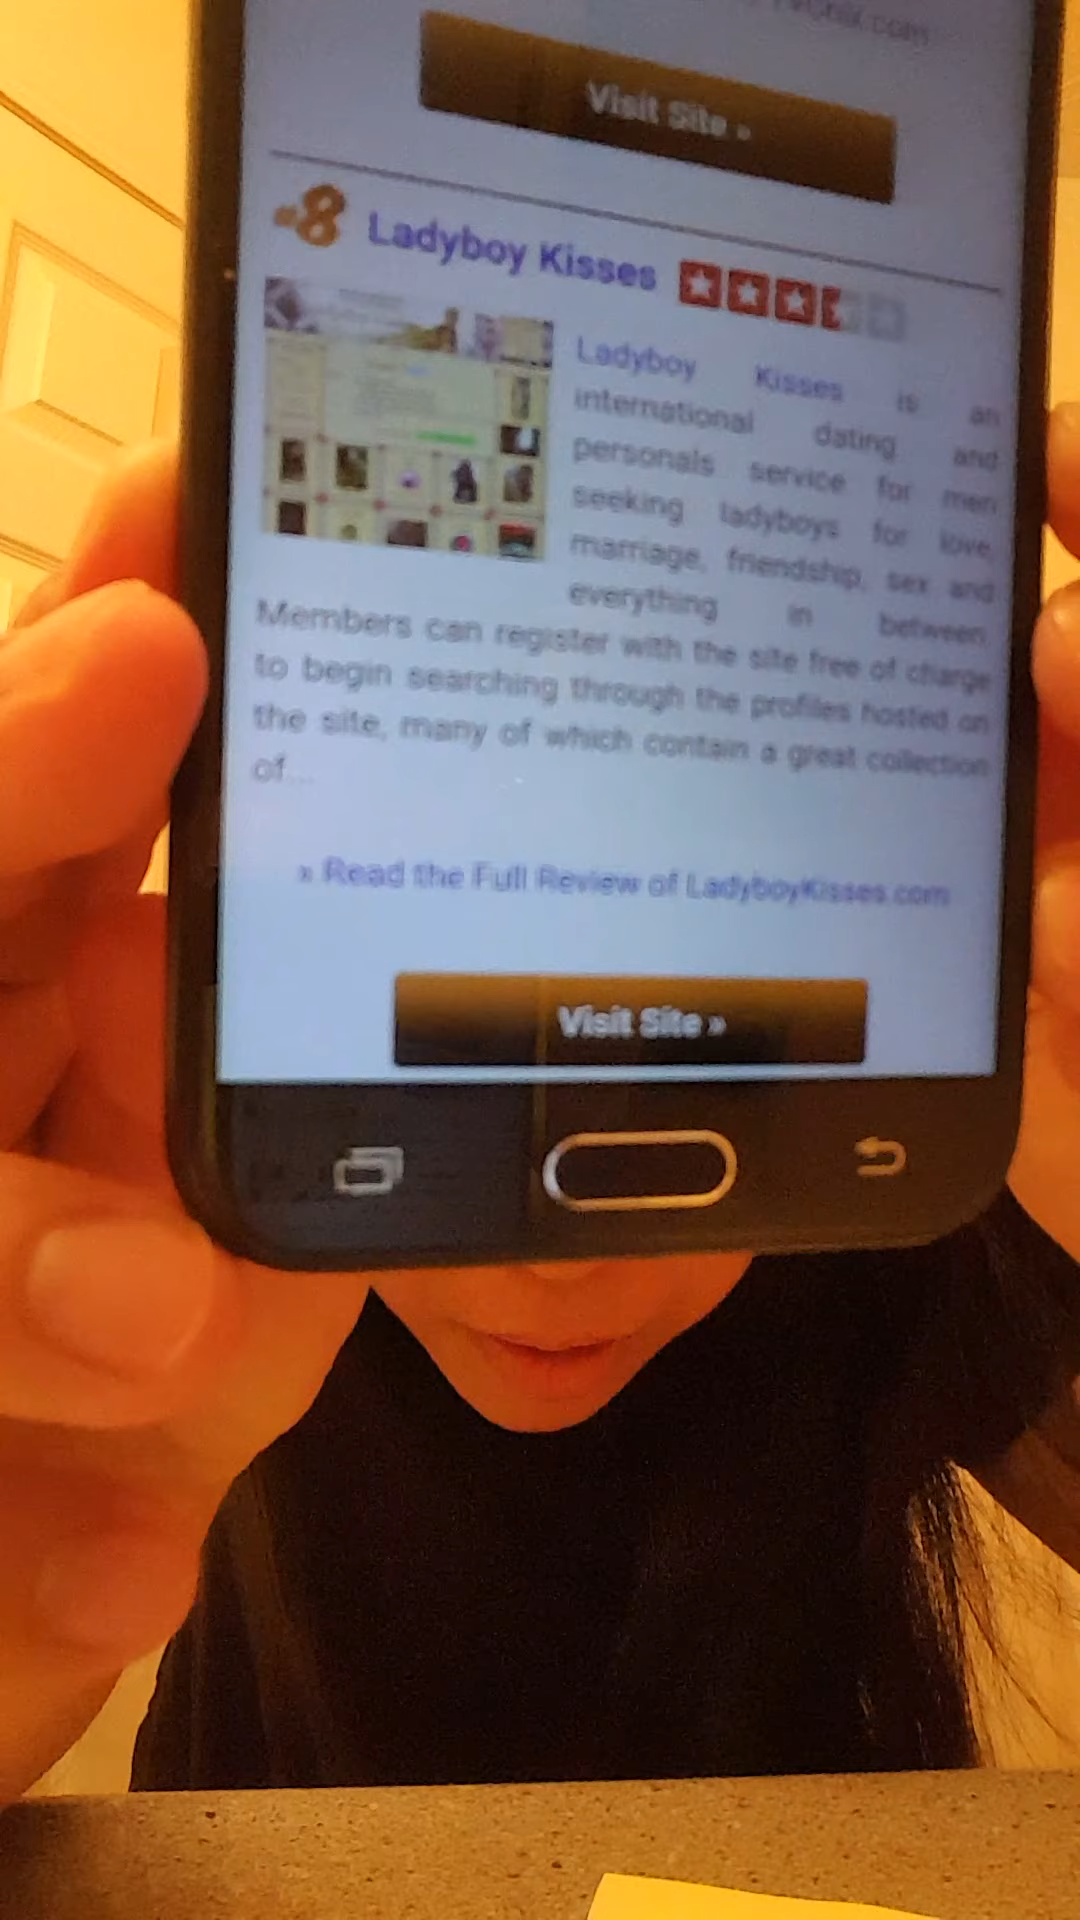 Visit Site »
#8 Ladyboy Kisses
Ladyboy Kisses is an
international dating and
personals service for men
seeking ladyboys for love,
marriage, friendship, sex and
everything in between.
Members can register with the site free of charge
to begin searching through the profiles hosted on
the site, many of which contain a great collection
of...
» Read the Full Review of LadyboyKisses.com
Visit Site »